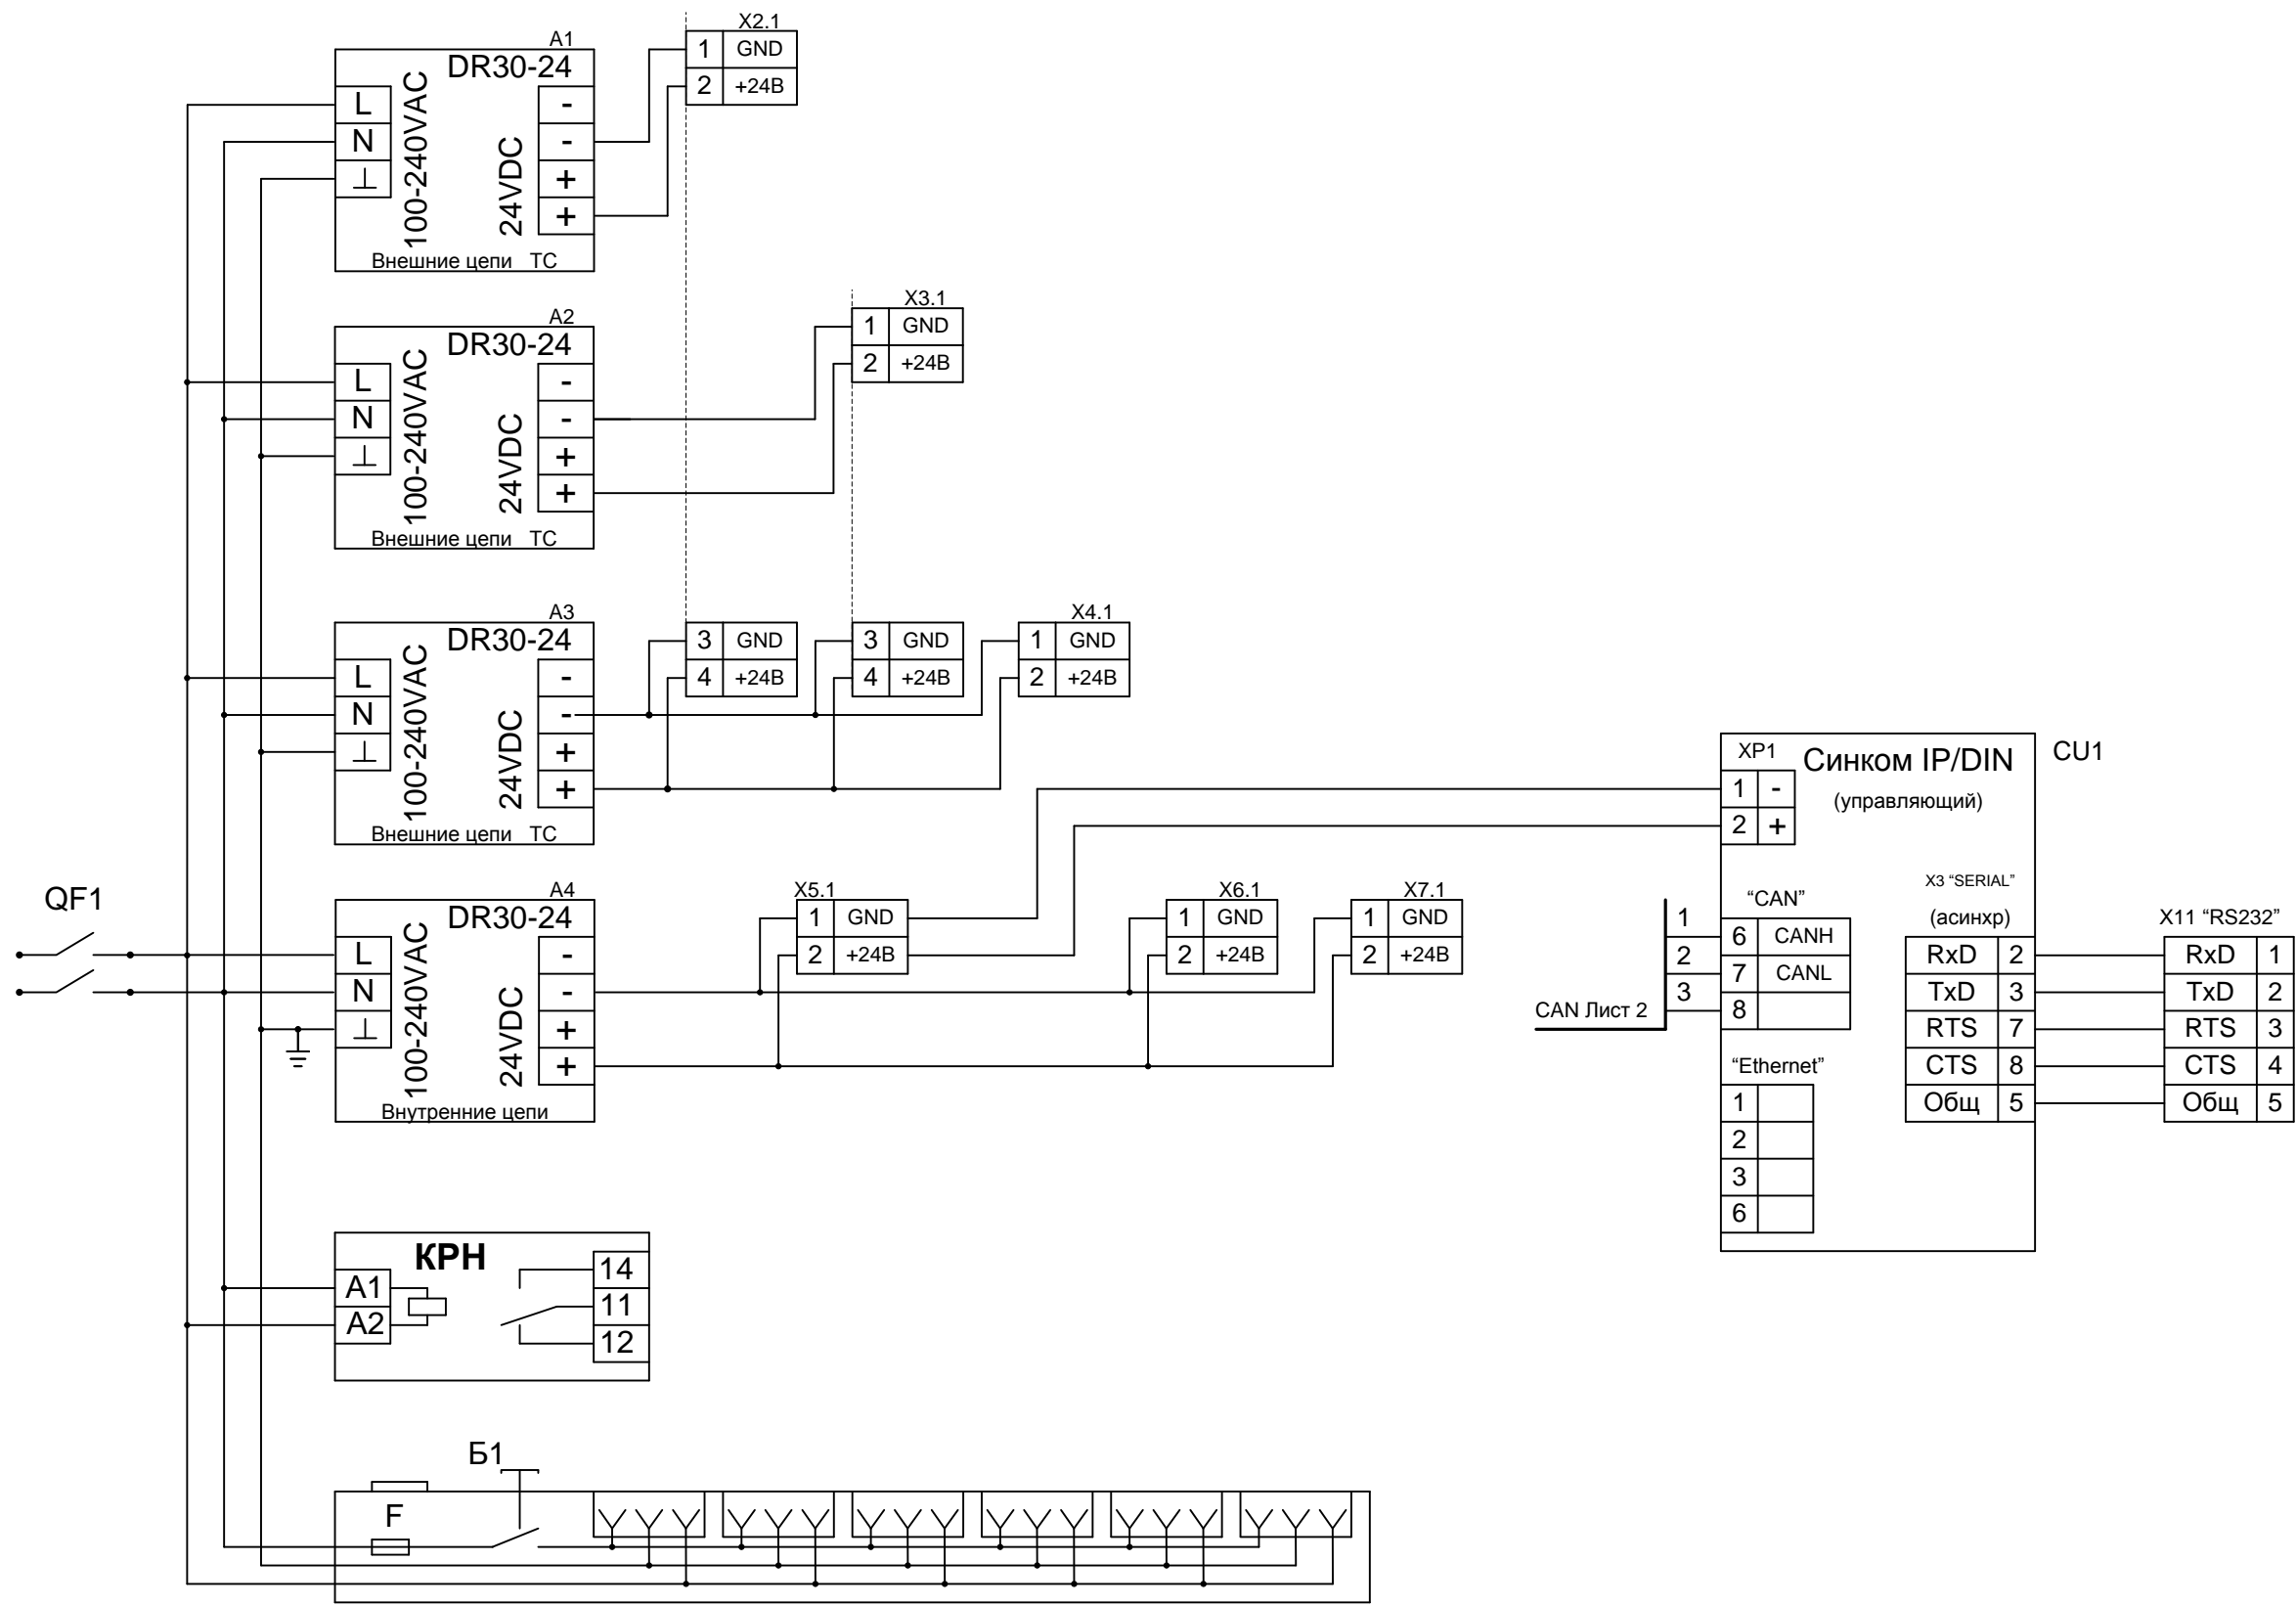 X2.1
1 GND
2 +24В
A1
DR30-24
L
N
⊥
100-240VAC
24VDC
-
-
+
+
Внешние цепи ТС
X3.1
1 GND
2 +24В
A2
DR30-24
L
N
⊥
100-240VAC
24VDC
-
-
+
+
Внешние цепи ТС
A3
DR30-24
L
N
⊥
100-240VAC
24VDC
-
-
+
+
Внешние цепи ТС
3 GND
4 +24В
3 GND
4 +24В
X4.1
1 GND
2 +24В
QF1
A4
DR30-24
L
N
⊥
100-240VAC
24VDC
-
-
+
+
Внутренние цепи
X5.1
1 GND
2 +24В
X6.1
1 GND
2 +24В
X7.1
1 GND
2 +24В
CAN Лист 2
1
2
3
XP1
Синком IP/DIN
(управляющий)
CU1
1 -
2 +
“CAN”
6 CANH
7 CANL
8
“Ethernet”
1
2
3
6
X3 “SERIAL”
(асинхр)
RxD 2
TxD 3
RTS 7
CTS 8
Общ 5
X11 “RS232”
RxD 1
TxD 2
RTS 3
CTS 4
Общ 5
КРН
A1
A2
14
11
12
Б1
F